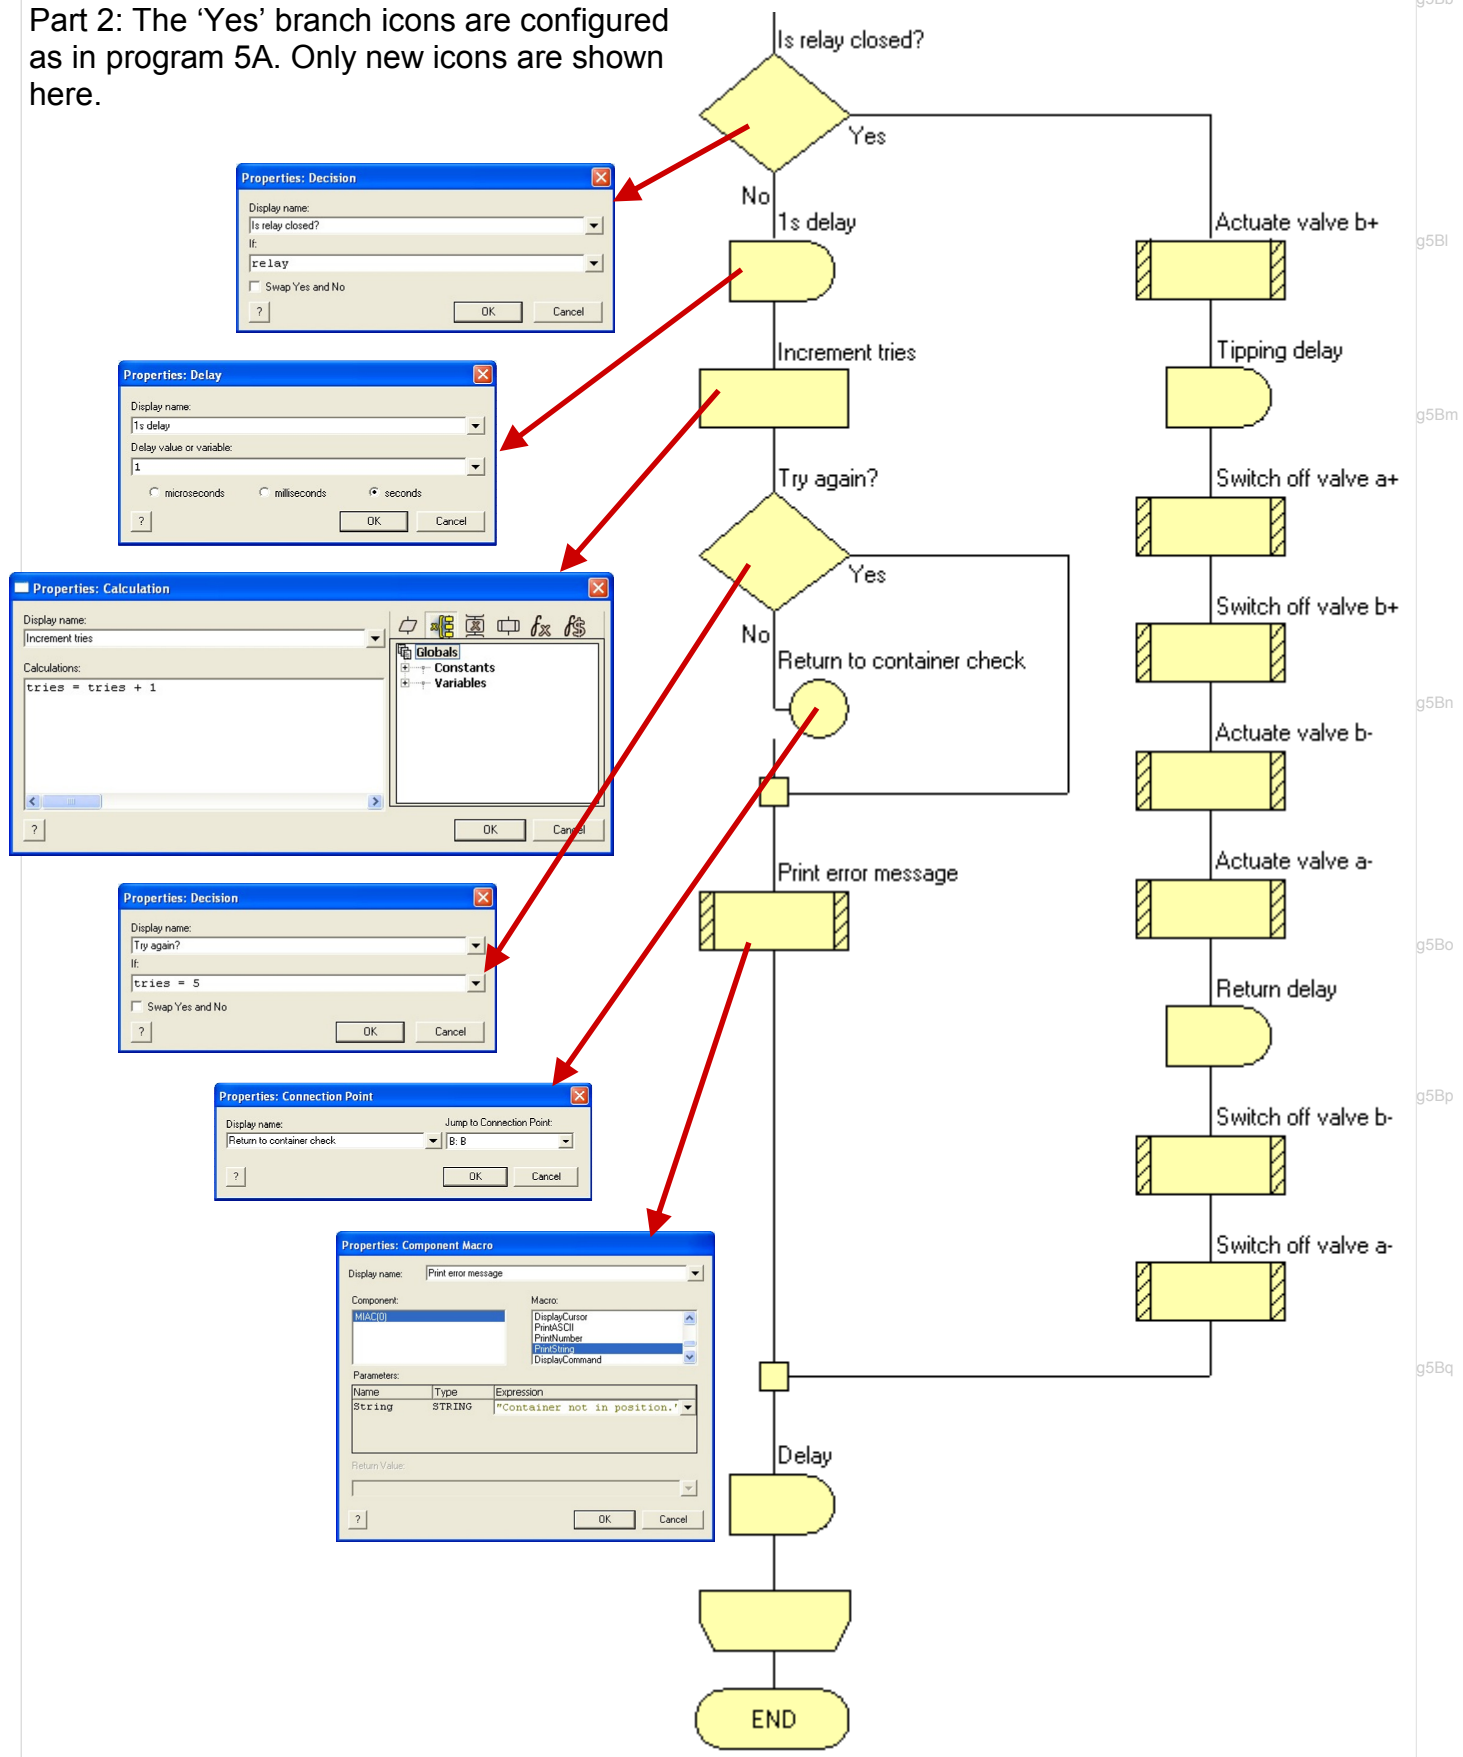 Part 2: The ‘Yes’ branch icons are configured
as in program 5A. Only new icons are shown
here.
Is relay closed?
Yes
No
1s delay
Increment tries
Try again?
Yes
No
Return to container check
Print error message
Delay
END
Actuate valve b+
Tipping delay
Switch off valve a+
Switch off valve b+
Actuate valve b-
Actuate valve a-
Return delay
Switch off valve b-
Switch off valve a-
Properties: Decision
Display name:
Is relay closed?
If:
relay
Swap Yes and No
? OK Cancel
Properties: Delay
Display name:
1s delay
Delay value or variable:
1
microseconds milliseconds seconds
? OK Cancel
Properties: Calculation
Display name:
Increment tries
Calculations:
tries = tries + 1
fx f$
Globals
Constants
Variables
? OK Cancel
Properties: Decision
Display name:
Try again?
If:
tries = 5
Swap Yes and No
? OK Cancel
Properties: Connection Point
Display name: Jump to Connection Point:
Return to container check B: B
? OK Cancel
Properties: Component Macro
Display name: Print error message
Component: Macro:
MIAC(0)
DisplayCursor
PrintASCII
PrintNumber
PrintString
DisplayCommand
Parameters:
Name Type Expression
String STRING "Container not in position."
Return Value:
? OK Cancel
g5Bl
g5Bm
g5Bn
g5Bo
g5Bp
g5Bq